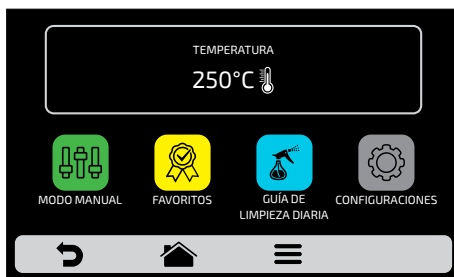 TEMPERATURA
250°C
MODO MANUAL
FAVORITOS
GUÍA DE
LIMPIEZA DIARIA
CONFIGURACIONES